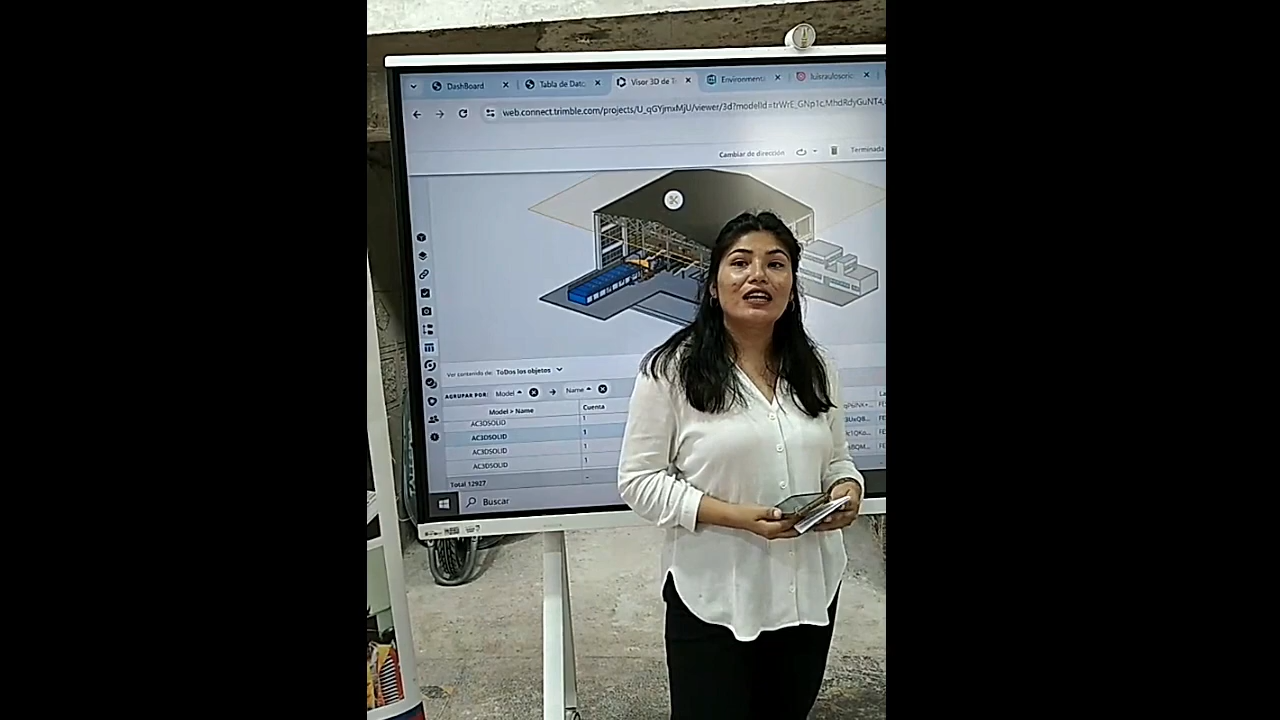 DashBoard
Tabla de Dato
Visor 3D de T
Environment
luisraulosorio
web.connect.trimble.com/projects/U_qGYjmxMjU/viewer/3d?modelId=trWrE_GNp1c,MhdRdyGuNT4,
Cambiar de dirección
Terminada
Ver contenido de: ToDos los objetos
AGRUPAR POR: Model → Name
Model > Name
Cuenta
La
AC3DSOLID
1
AC3DSOLID
1
AC3DSOLID
1
AC3DSOLID
1
Total 12927
Buscar